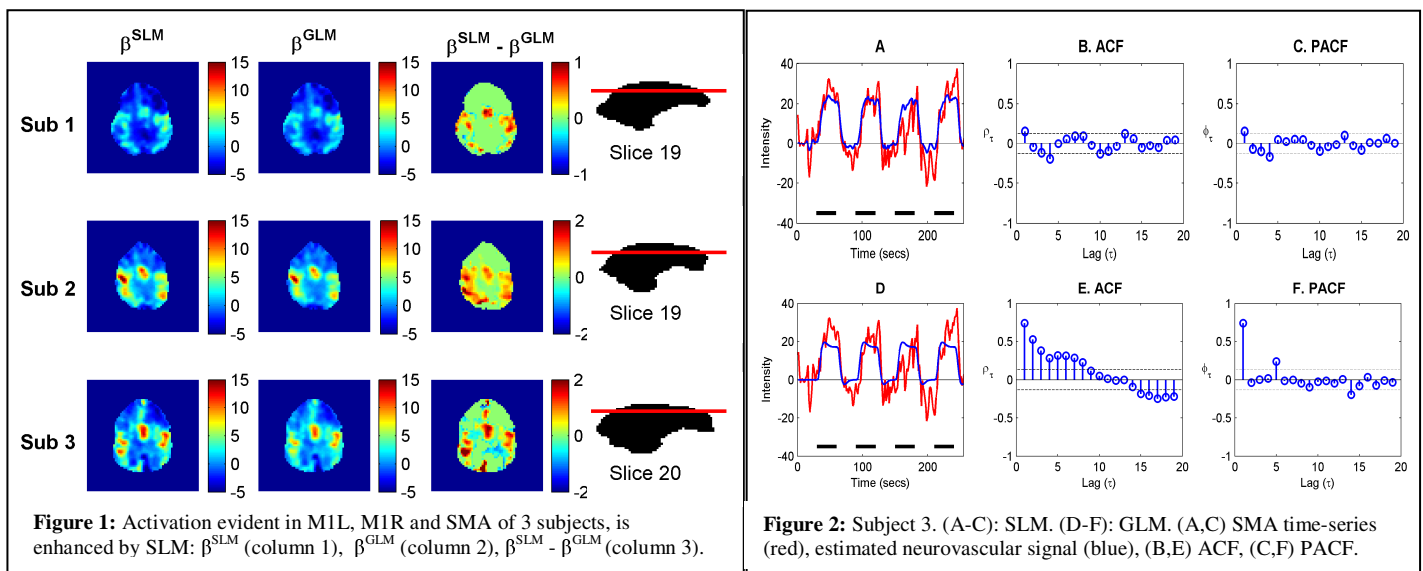 β^SLM β^GLM β^SLM - β^GLM
Sub 1
15
10
5
0
-5
15
10
5
0
-5
1
0
-1
Slice 19
Sub 2
15
10
5
0
-5
15
10
5
0
-5
2
0
-2
Slice 19
Sub 3
15
10
5
0
-5
15
10
5
0
-5
2
0
-2
Slice 20
Figure 1: Activation evident in M1L, M1R and SMA of 3 subjects, is
enhanced by SLM: β^SLM (column 1), β^GLM (column 2), β^SLM - β^GLM (column 3).
A
Intensity
40
20
0
-20
-40
0 100 200
Time (secs)
B. ACF
ρτ
1
0.5
0
-0.5
-1
0 5 10 15 20
Lag (τ)
C. PACF
ϕτ
1
0.5
0
-0.5
-1
0 5 10 15 20
Lag (τ)
D
Intensity
40
20
0
-20
-40
0 100 200
Time (secs)
E. ACF
ρτ
1
0.5
0
-0.5
-1
0 5 10 15 20
Lag (τ)
F. PACF
ϕτ
1
0.5
0
-0.5
-1
0 5 10 15 20
Lag (τ)
Figure 2: Subject 3. (A-C): SLM. (D-F): GLM. (A,C) SMA time-series
(red), estimated neurovascular signal (blue), (B,E) ACF, (C,F) PACF.